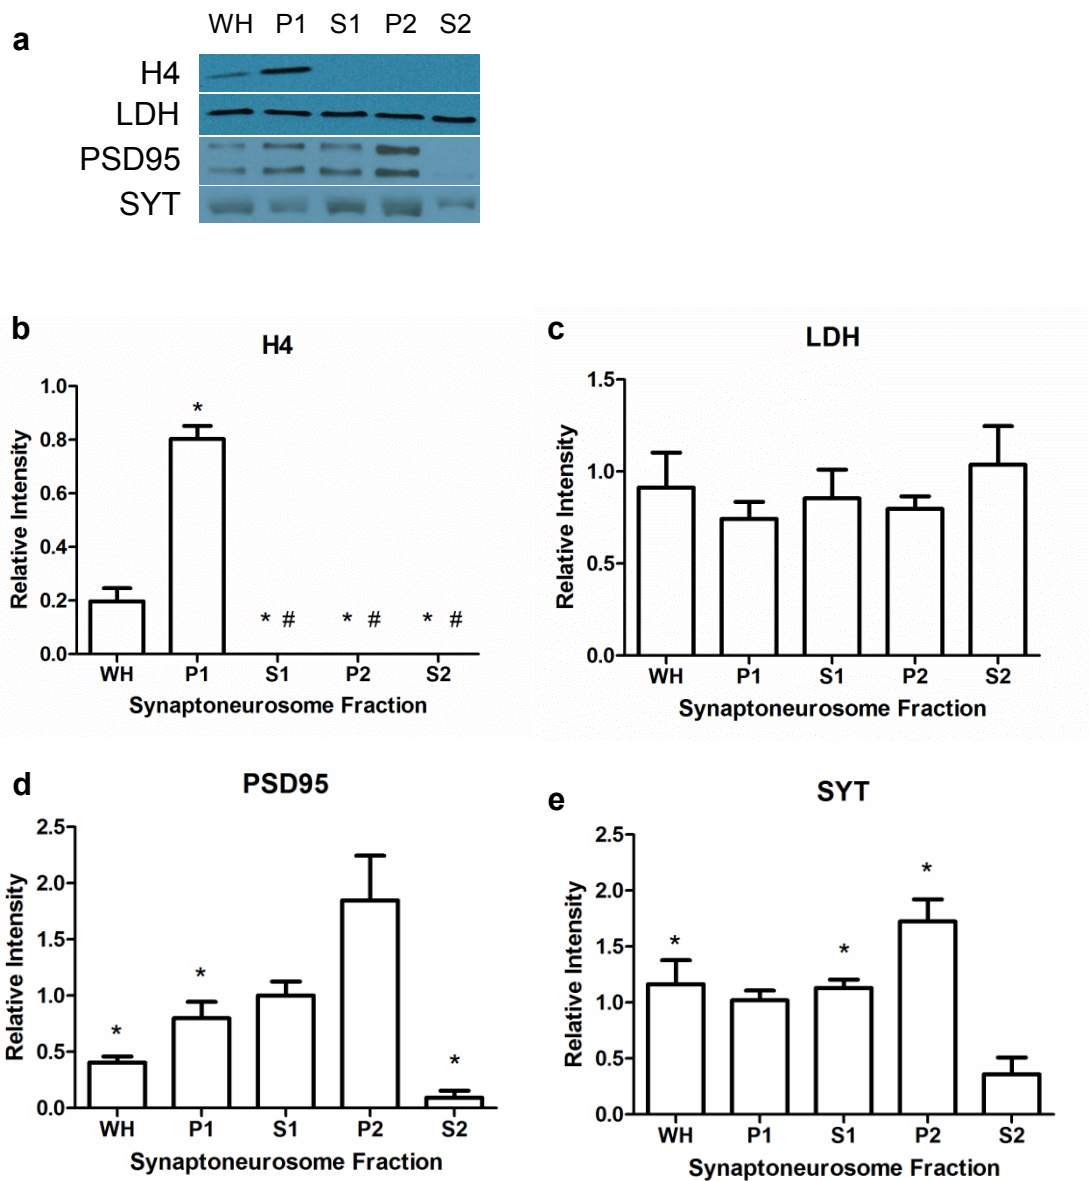 a
WH P1 S1 P2 S2
H4
LDH
PSD95
SYT
b
H4
Relative Intensity
1.0
0.8
0.6
0.4
0.2
0.0
*
* # * # * #
WH P1 S1 P2 S2
Synaptoneurosome Fraction
c
LDH
Relative Intensity
1.5
1.0
0.5
0.0
WH P1 S1 P2 S2
Synaptoneurosome Fraction
d
PSD95
Relative Intensity
2.5
2.0
1.5
1.0
0.5
0.0
* * *
WH P1 S1 P2 S2
Synaptoneurosome Fraction
e
SYT
Relative Intensity
2.5
2.0
1.5
1.0
0.5
0.0
* * *
WH P1 S1 P2 S2
Synaptoneurosome Fraction